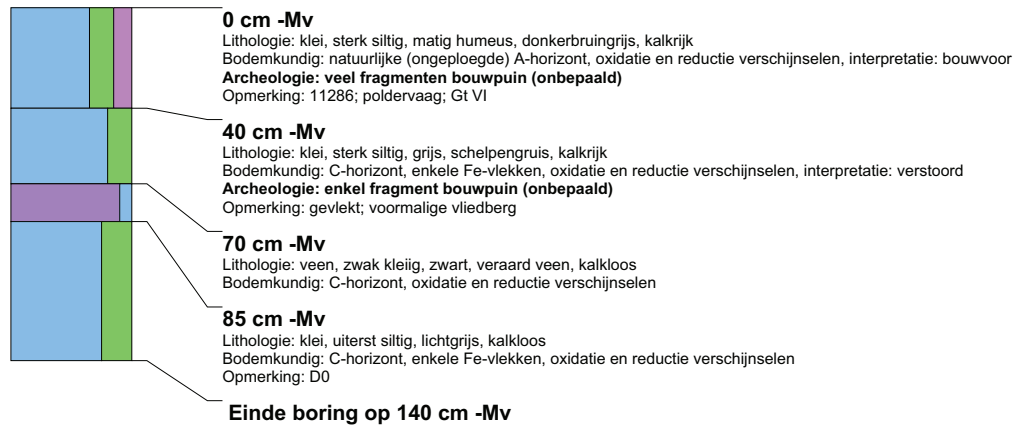 0 cm -Mv
Lithologie: klei, sterk siltig, matig humeus, donkerbruingrijs, kalkrijk
Bodemkundig: natuurlijke (ongeploegde) A-horizont, oxidatie en reductie verschijnselen, interpretatie: bouwvoor
Archeologie: veel fragmenten bouwpuin (onbepaald)
Opmerking: 11286; poldervaag; Gt VI
40 cm -Mv
Lithologie: klei, sterk siltig, grijs, schelpengruis, kalkrijk
Bodemkundig: C-horizont, enkele Fe-vlekken, oxidatie en reductie verschijnselen, interpretatie: verstoord
Archeologie: enkel fragment bouwpuin (onbepaald)
Opmerking: gevlekt; voormalige vliedberg
70 cm -Mv
Lithologie: veen, zwak kleiig, zwart, veraard veen, kalkloos
Bodemkundig: C-horizont, oxidatie en reductie verschijnselen
85 cm -Mv
Lithologie: klei, uiterst siltig, lichtgrijs, kalkloos
Bodemkundig: C-horizont, enkele Fe-vlekken, oxidatie en reductie verschijnselen
Opmerking: D0
Einde boring op 140 cm -Mv